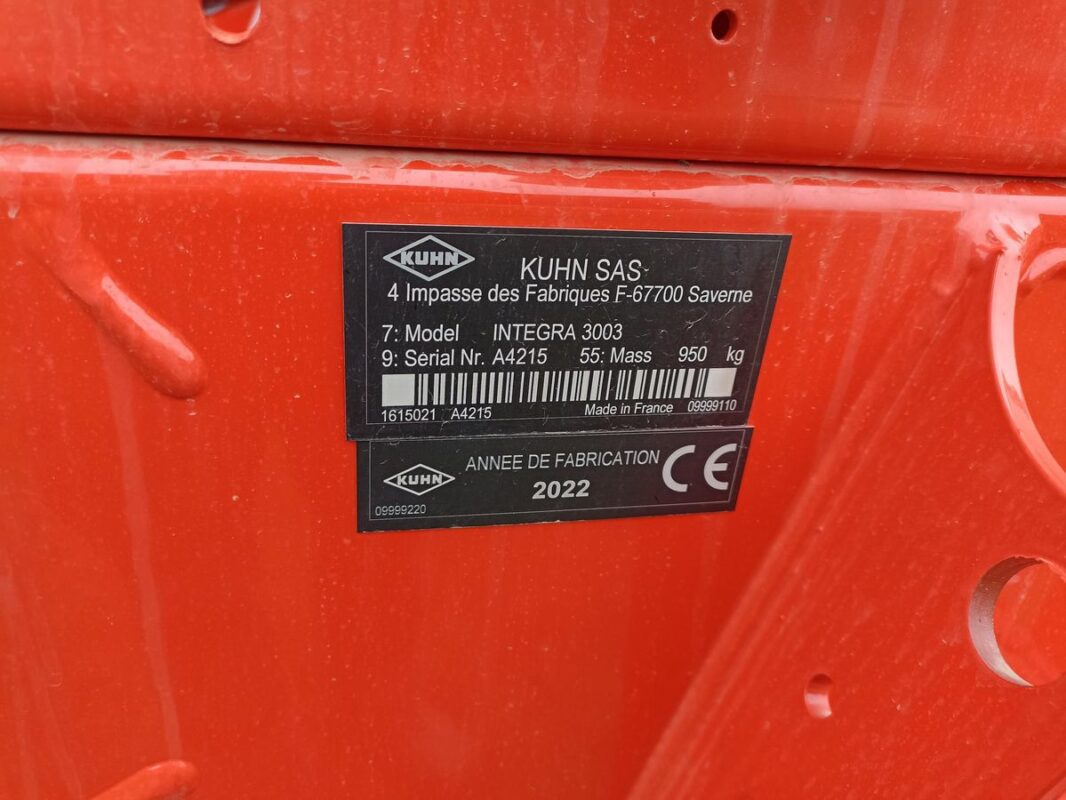 KUHN
KUHN SAS
4 Impasse des Fabriques F-67700 Saverne
7: Model INTEGRA 3003
9: Serial Nr. A4215 55: Mass 950 kg
1615021 A4215 Made in France 09999110
KUHN
ANNEE DE FABRICATION CE
2022
09999220